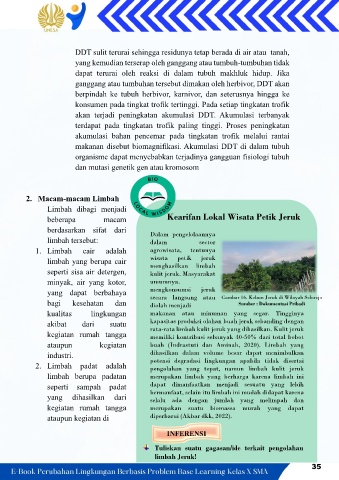 UNESA
DDT sulit terurai sehingga residunya tetap berada di air atau tanah,
yang kemudian terserap oleh ganggang atau tumbuh-tumbuhan tidak
dapat terurai oleh reaksi di dalam tubuh makhluk hidup. Jika
ganggang atau tumbuhan tersebut dimakan oleh herbivor, DDT akan
berpindah ke tubuh herbivor, karnivor, dan seterusnya hingga ke
konsumen pada tingkat trofik tertinggi. Pada setiap tingkatan trofik
akan terjadi peningkatan akumulasi DDT. Akumulasi terbanyak
terdapat pada tingkatan trofik paling tinggi. Proses peningkatan
akumulasi bahan pencemar pada tingkatan trofik melalui rantai
makanan disebut biomagnifikasi. Akumulasi DDT di dalam tubuh
organisme dapat menyebabkan terjadinya gangguan fisiologi tubuh
dan mutasi genetik gen atau kromosom
2. Macam-macam Limbah
Limbah dibagi menjadi
beberapa macam
berdasarkan sifat dari
limbah tersebut:
1. Limbah cair adalah
limbah yang berupa cair
seperti sisa air detergen,
minyak, air yang kotor,
yang dapat berbahaya
bagi kesehatan dan
kualitas lingkungan
akibat dari suatu
kegiatan rumah tangga
ataupun kegiatan
industri.
2. Limbah padat adalah
limbah berupa padatan
seperti sampah padat
yang dihasilkan dari
kegiatan rumah tangga
ataupun kegiatan di
BIO
LOKAL WISDOM
Kearifan Lokal Wisata Petik Jeruk
Dalam pengelolaanya
dalam sector
agrowisata, tentunya
wisata petik jeruk
menghasilkan limbah
kulit jeruk. Masyarakat
umumnya,
mengkonsumsi jeruk
secara langsung atau
diolah menjadi
Gambar 16. Kebun Jeruk di Wilayah Selorejo
Sumber : Dokumentasi Pribadi
makanan atau minuman yang segar. Tingginya
kapasitas produksi olahan buah jeruk sebanding dengan
rata-rata limbah kulit jeruk yang dihasilkan. Kulit jeruk
memiliki kontribusi sebanyak 40-50% dari total bobot
buah (Indrastuti dan Aminah, 2020). Limbah yang
dihasilkan dalam volume besar dapat menimbulkan
potensi degradasi lingkungan apabila tidak disertai
pengolahan yang tepat, namun limbah kulit jeruk
merupakan limbah yang berharga karena limbah ini
dapat dimanfaatkan menjadi sesuatu yang lebih
bermanfaat, selain itu limbah ini mudah didapat karena
selalu ada dengan jumlah yang melimpah dan
merupakan suatu biomassa murah yang dapat
diperbarui (Akbar dkk, 2022).
INFERENSI
Tuliskan suatu gagasan/ide terkait pengolahan
limbah Jeruk!
E-Book Perubahan Lingkungan Berbasis Problem Base Learning Kelas X SMA
35